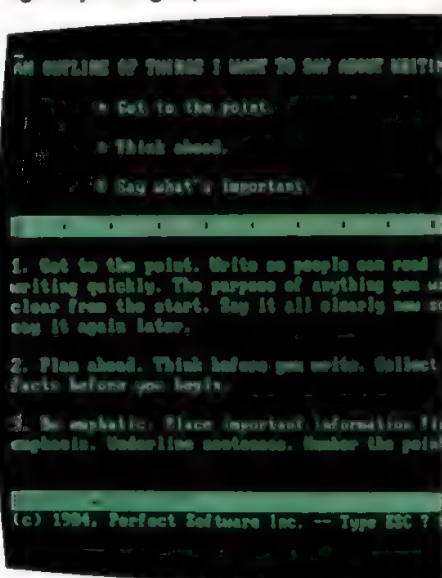 AN OUTLINE OF THINGS I WANT TO SAY ABOUT WRITIN
* Get to the point.
* Think ahead.
* Say what's important.
1. Get to the point. Write so people can read
writing quickly. The purpose of anything you
clear from the start. Say it all clearly now so
say it again later.
2. Plan ahead. Think before you write. Collect
facts before you begin.
3. Be emphatic. Place important information fir
emphasis. Underline sentences. Number the poin
(c) 1984, Perfect Software Inc. -- Type ESC ?